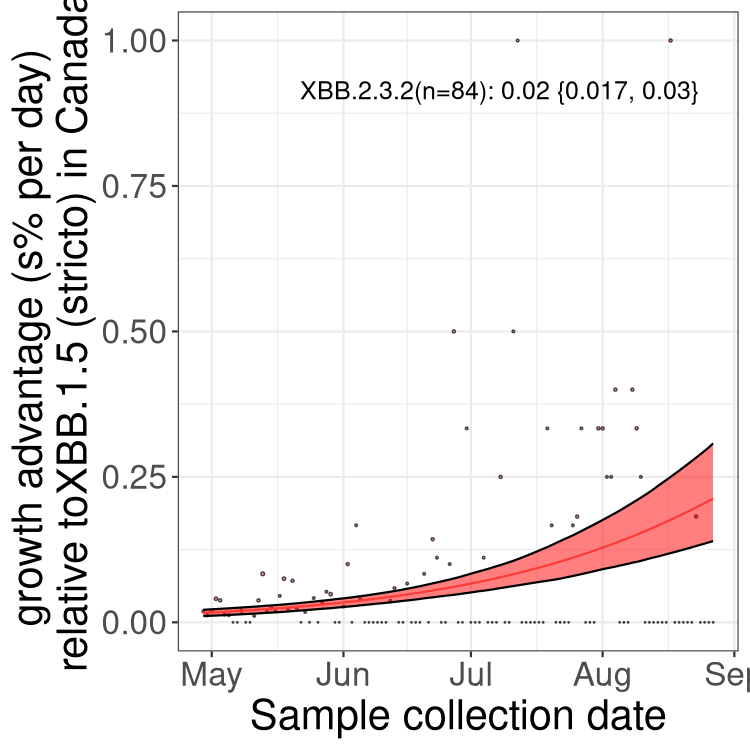 growth advantage (s% per day)
relative toXBB.1.5 (stricto) in Canada
1.00
0.75
0.50
0.25
0.00
XBB.2.3.2(n=84): 0.02 {0.017, 0.03}
May Jun Jul Aug Sep
Sample collection date